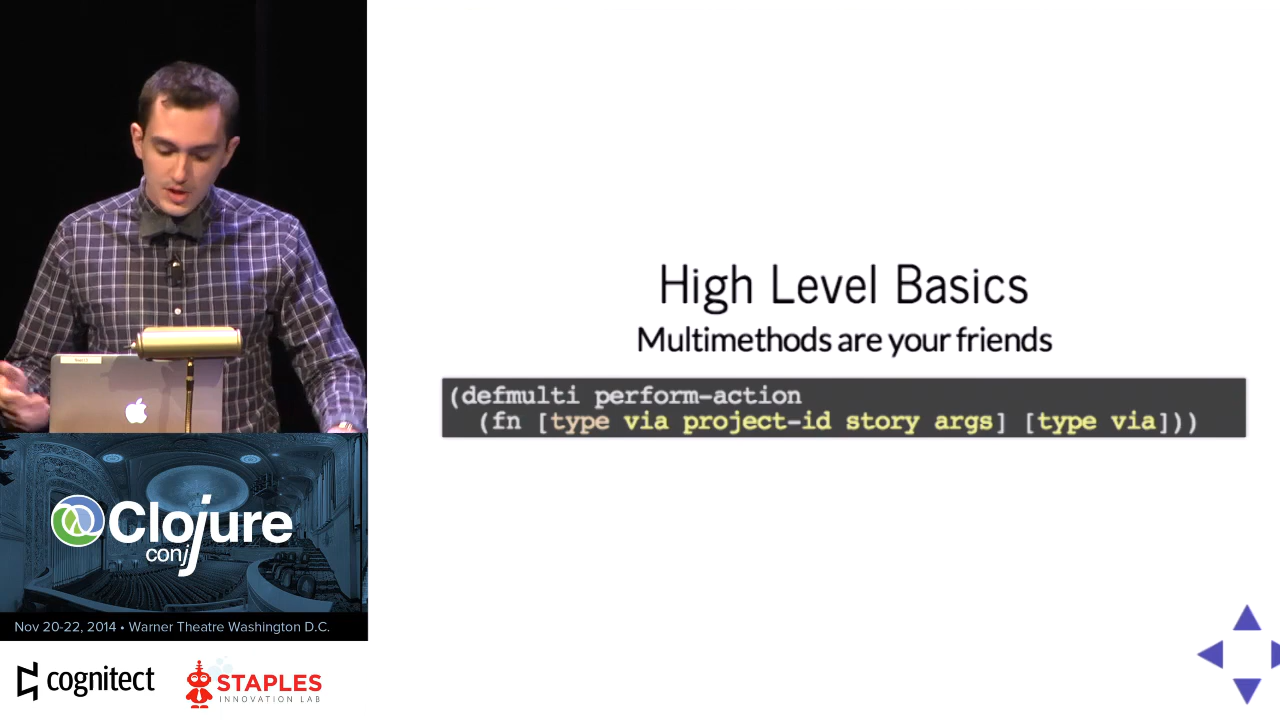 High Level Basics
Multimethods are your friends
(defmulti perform-action
(fn [type via project-id story args] [type via]))
Clojure
conj
Nov 20-22, 2014 • Warner Theatre Washington D.C.
cognitect
STAPLES
INNOVATION LAB